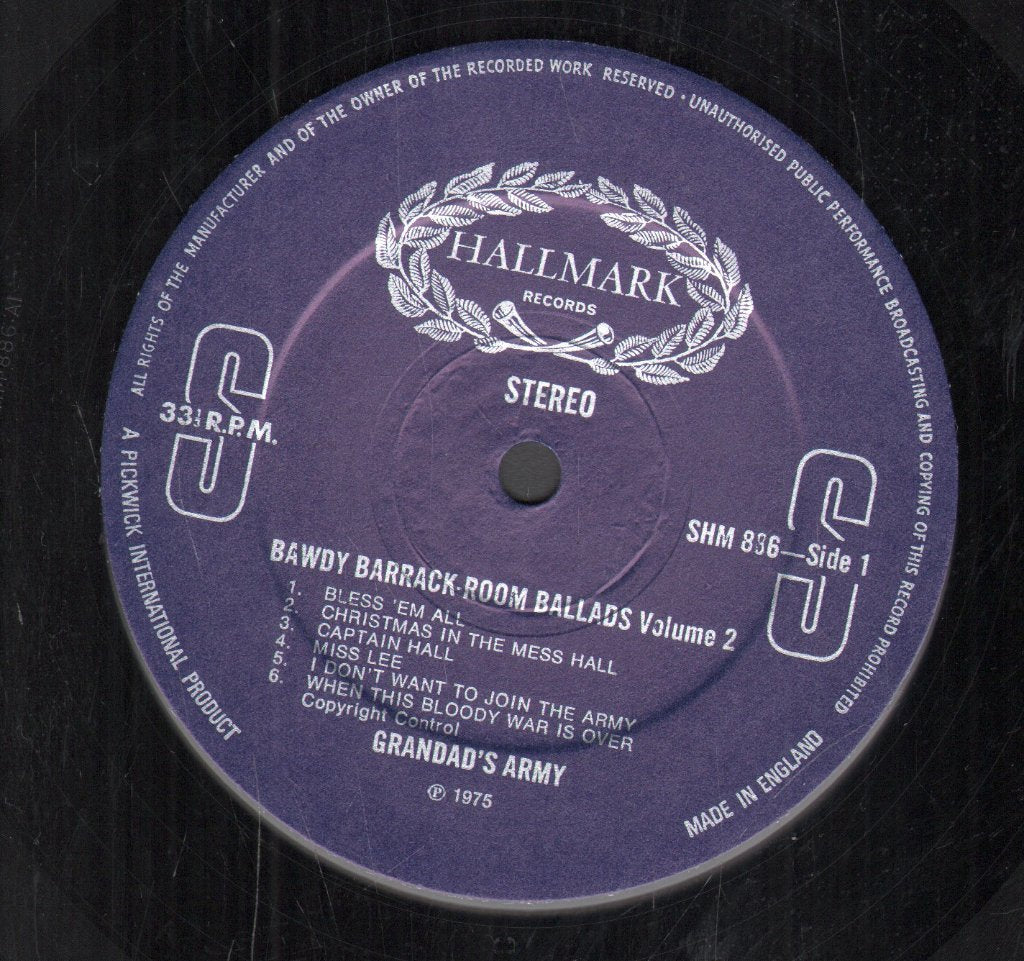 ALL RIGHTS OF THE MANUFACTURER AND OF THE OWNER OF THE RECORDED WORK RESERVED · UNAUTHORISED PUBLIC PERFORMANCE BROADCASTING AND COPYING OF THIS RECORD PROHIBITED
HALLMARK
RECORDS
STEREO
S
33⅓ R.P.M.
S
SHM 886—Side 1
BAWDY BARRACK-ROOM BALLADS Volume 2
1. BLESS 'EM ALL
2. CHRISTMAS IN THE MESS HALL
3. CAPTAIN HALL
4. MISS LEE
5. I DON'T WANT TO JOIN THE ARMY
6. WHEN THIS BLOODY WAR IS OVER
Copyright Control
GRANDAD'S ARMY
℗ 1975
A PICKWICK INTERNATIONAL PRODUCT
MADE IN ENGLAND